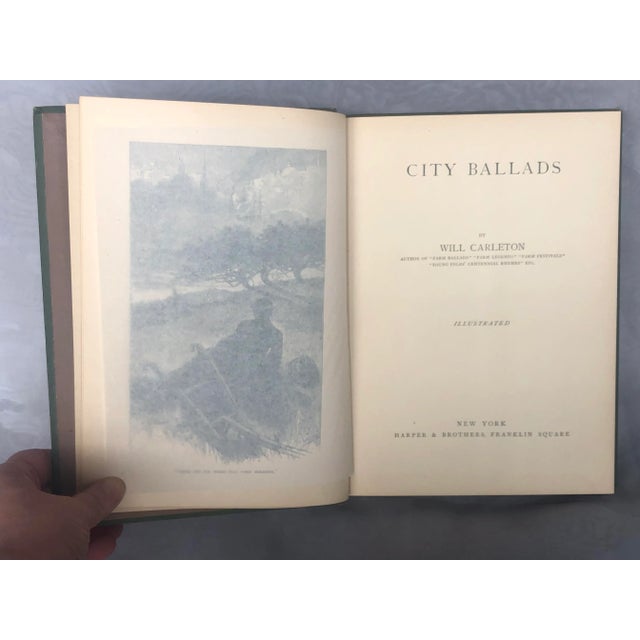 CITY BALLADS
BY
WILL CARLETON
AUTHOR OF "FARM BALLADS" "FARM LEGENDS" "FARM FESTIVALS"
"YOUNG FOLKS' CENTENNIAL RHYMES" ETC.
ILLUSTRATED
NEW YORK
HARPER & BROTHERS, FRANKLIN SQUARE